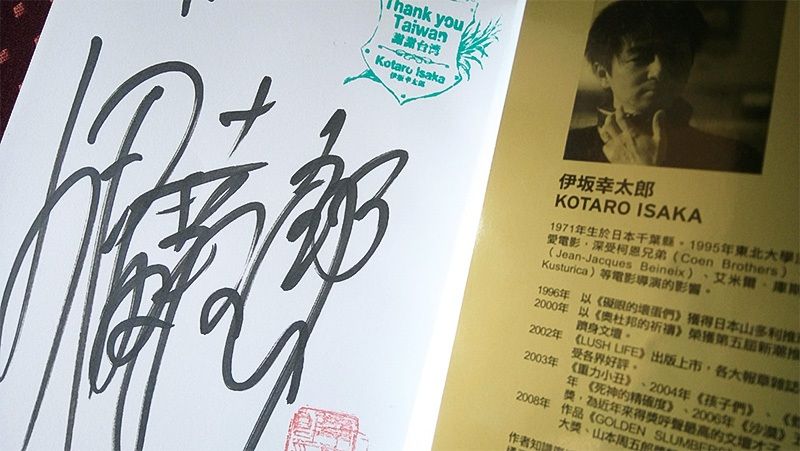 Thank you
Taiwan
謝謝台湾
Kotaro Isaka
伊坂幸太郎
伊坂幸太郎
伊坂幸太郎
KOTARO ISAKA
1971年生於日本千葉縣。1995年東北大學
愛電影,深受柯恩兄弟(Coen Brothers)
(Jean-Jacques Beineix)、艾米爾・庫斯
Kusturica)等電影導演的影響。
1996年 以《礙眼的壞蛋們》獲得日本山多利推
2000年 以《奧杜邦的祈禱》榮獲第五屆新潮推
躋身文壇。
2002年 《LUSH LIFE》出版上市,各大報章雜誌
受各界好評。
2003年 《重力小丑》、2004年《孩子們》、
年《死神的精確度》、2006年《沙漠》五
獎,為近年來得獎呼聲最高的文壇才子
2008年 作品《GOLDEN SLUMBER
大獎、山本周五郎
作者知識